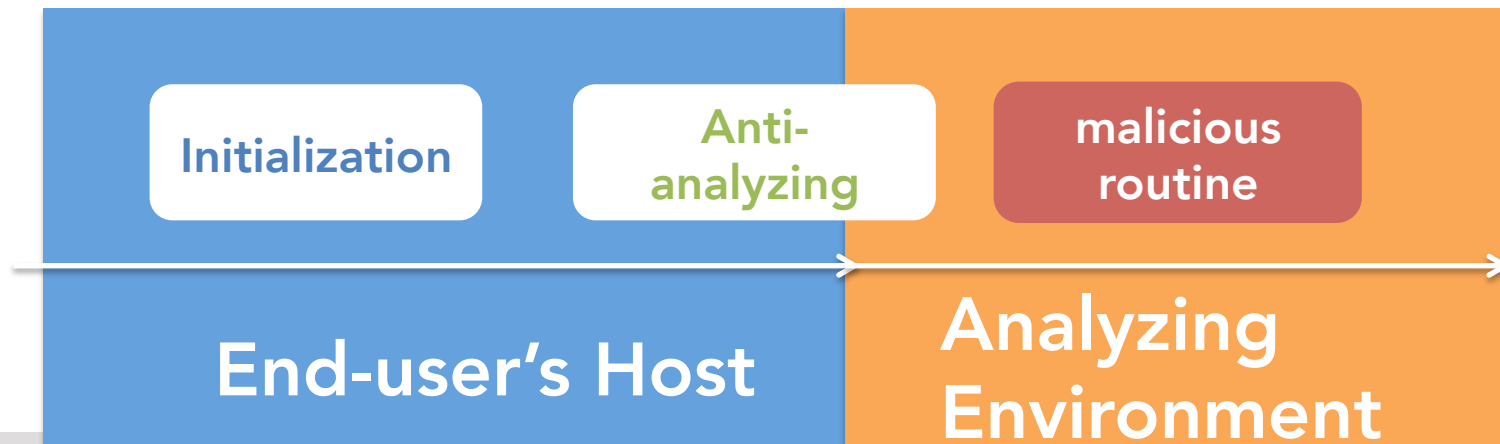 Initialization
Anti-
analyzing
malicious
routine
End-user’s Host
Analyzing
Environment